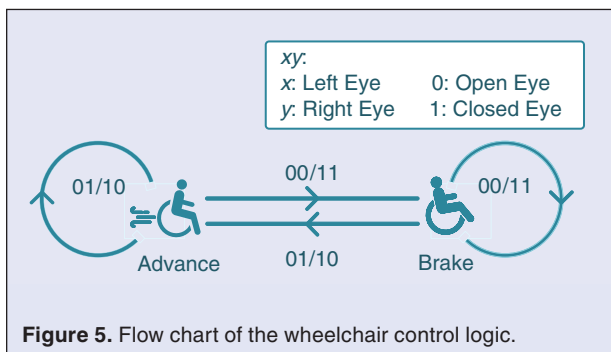 xy:
x: Left Eye 0: Open Eye
y: Right Eye 1: Closed Eye
01/10
00/11
00/11
Advance
01/10
Brake
Figure 5. Flow chart of the wheelchair control logic.